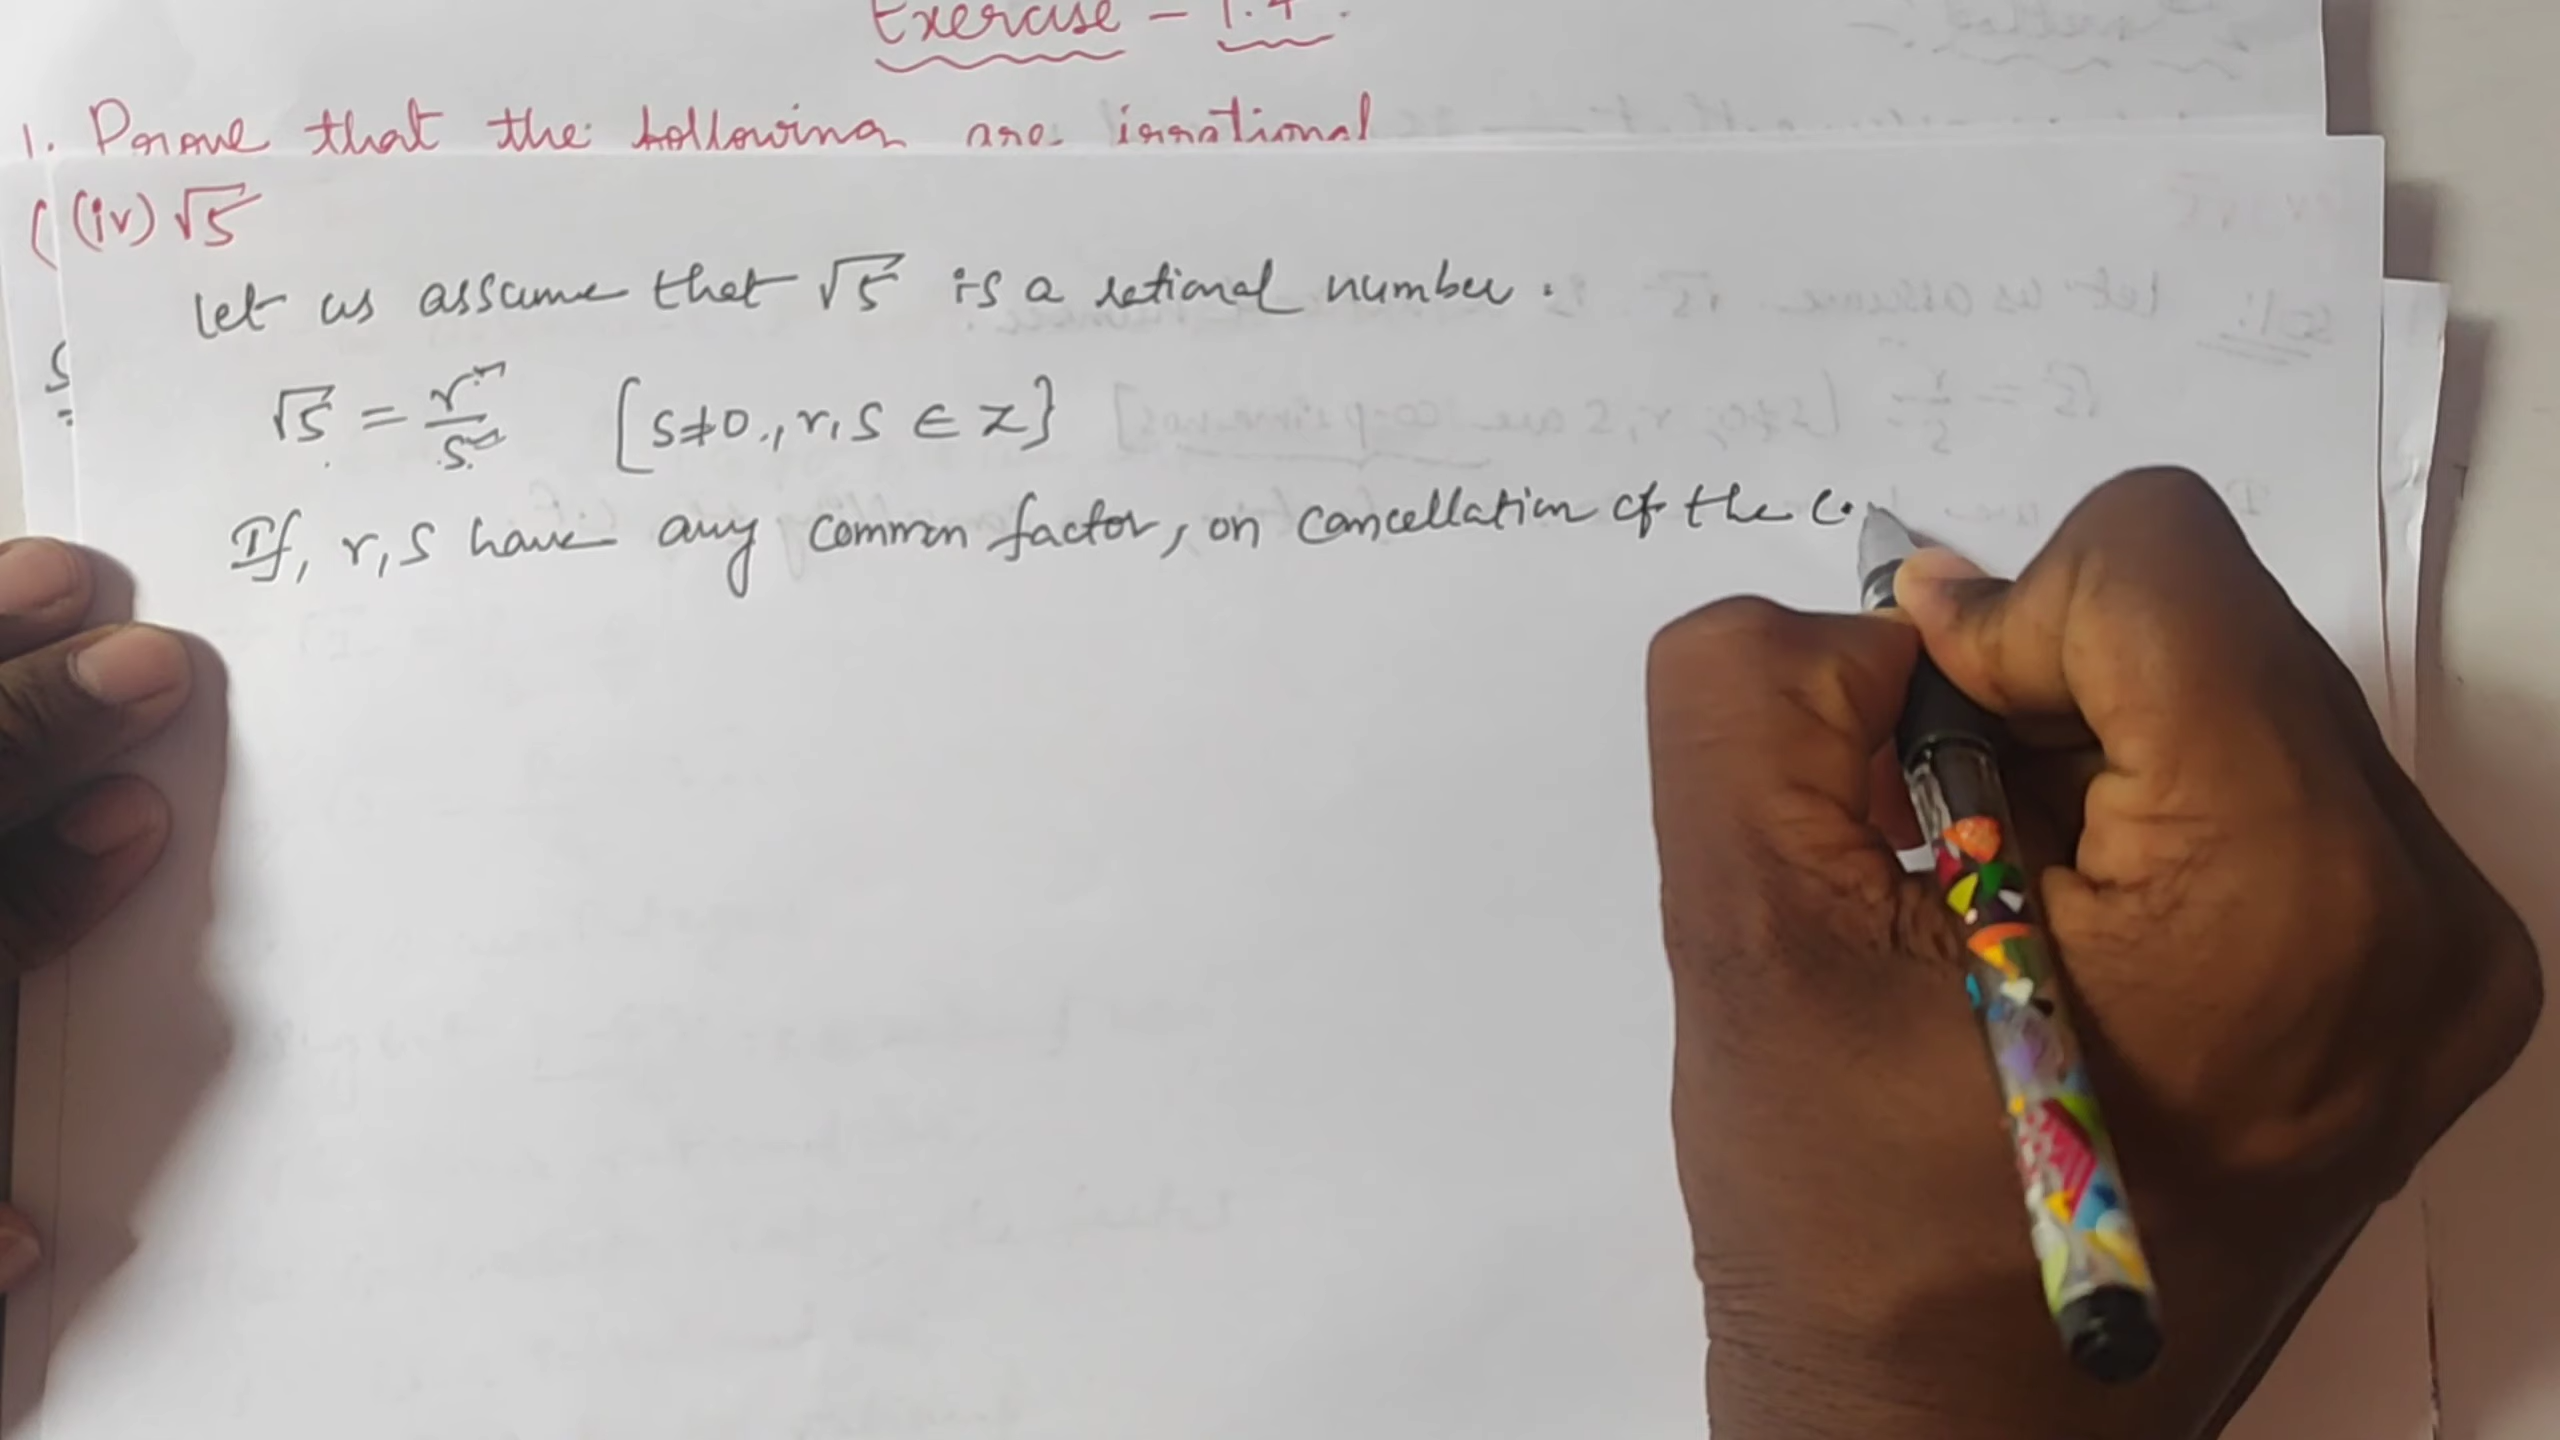 Exercise - 1.4.
1. Prove that the following are irrational
(iv) √5
Let us assume that √5 is a rational number.
√5 = r/s [s≠0., r,s ∈ z]
If, r,s have any common factor, on cancellation of the